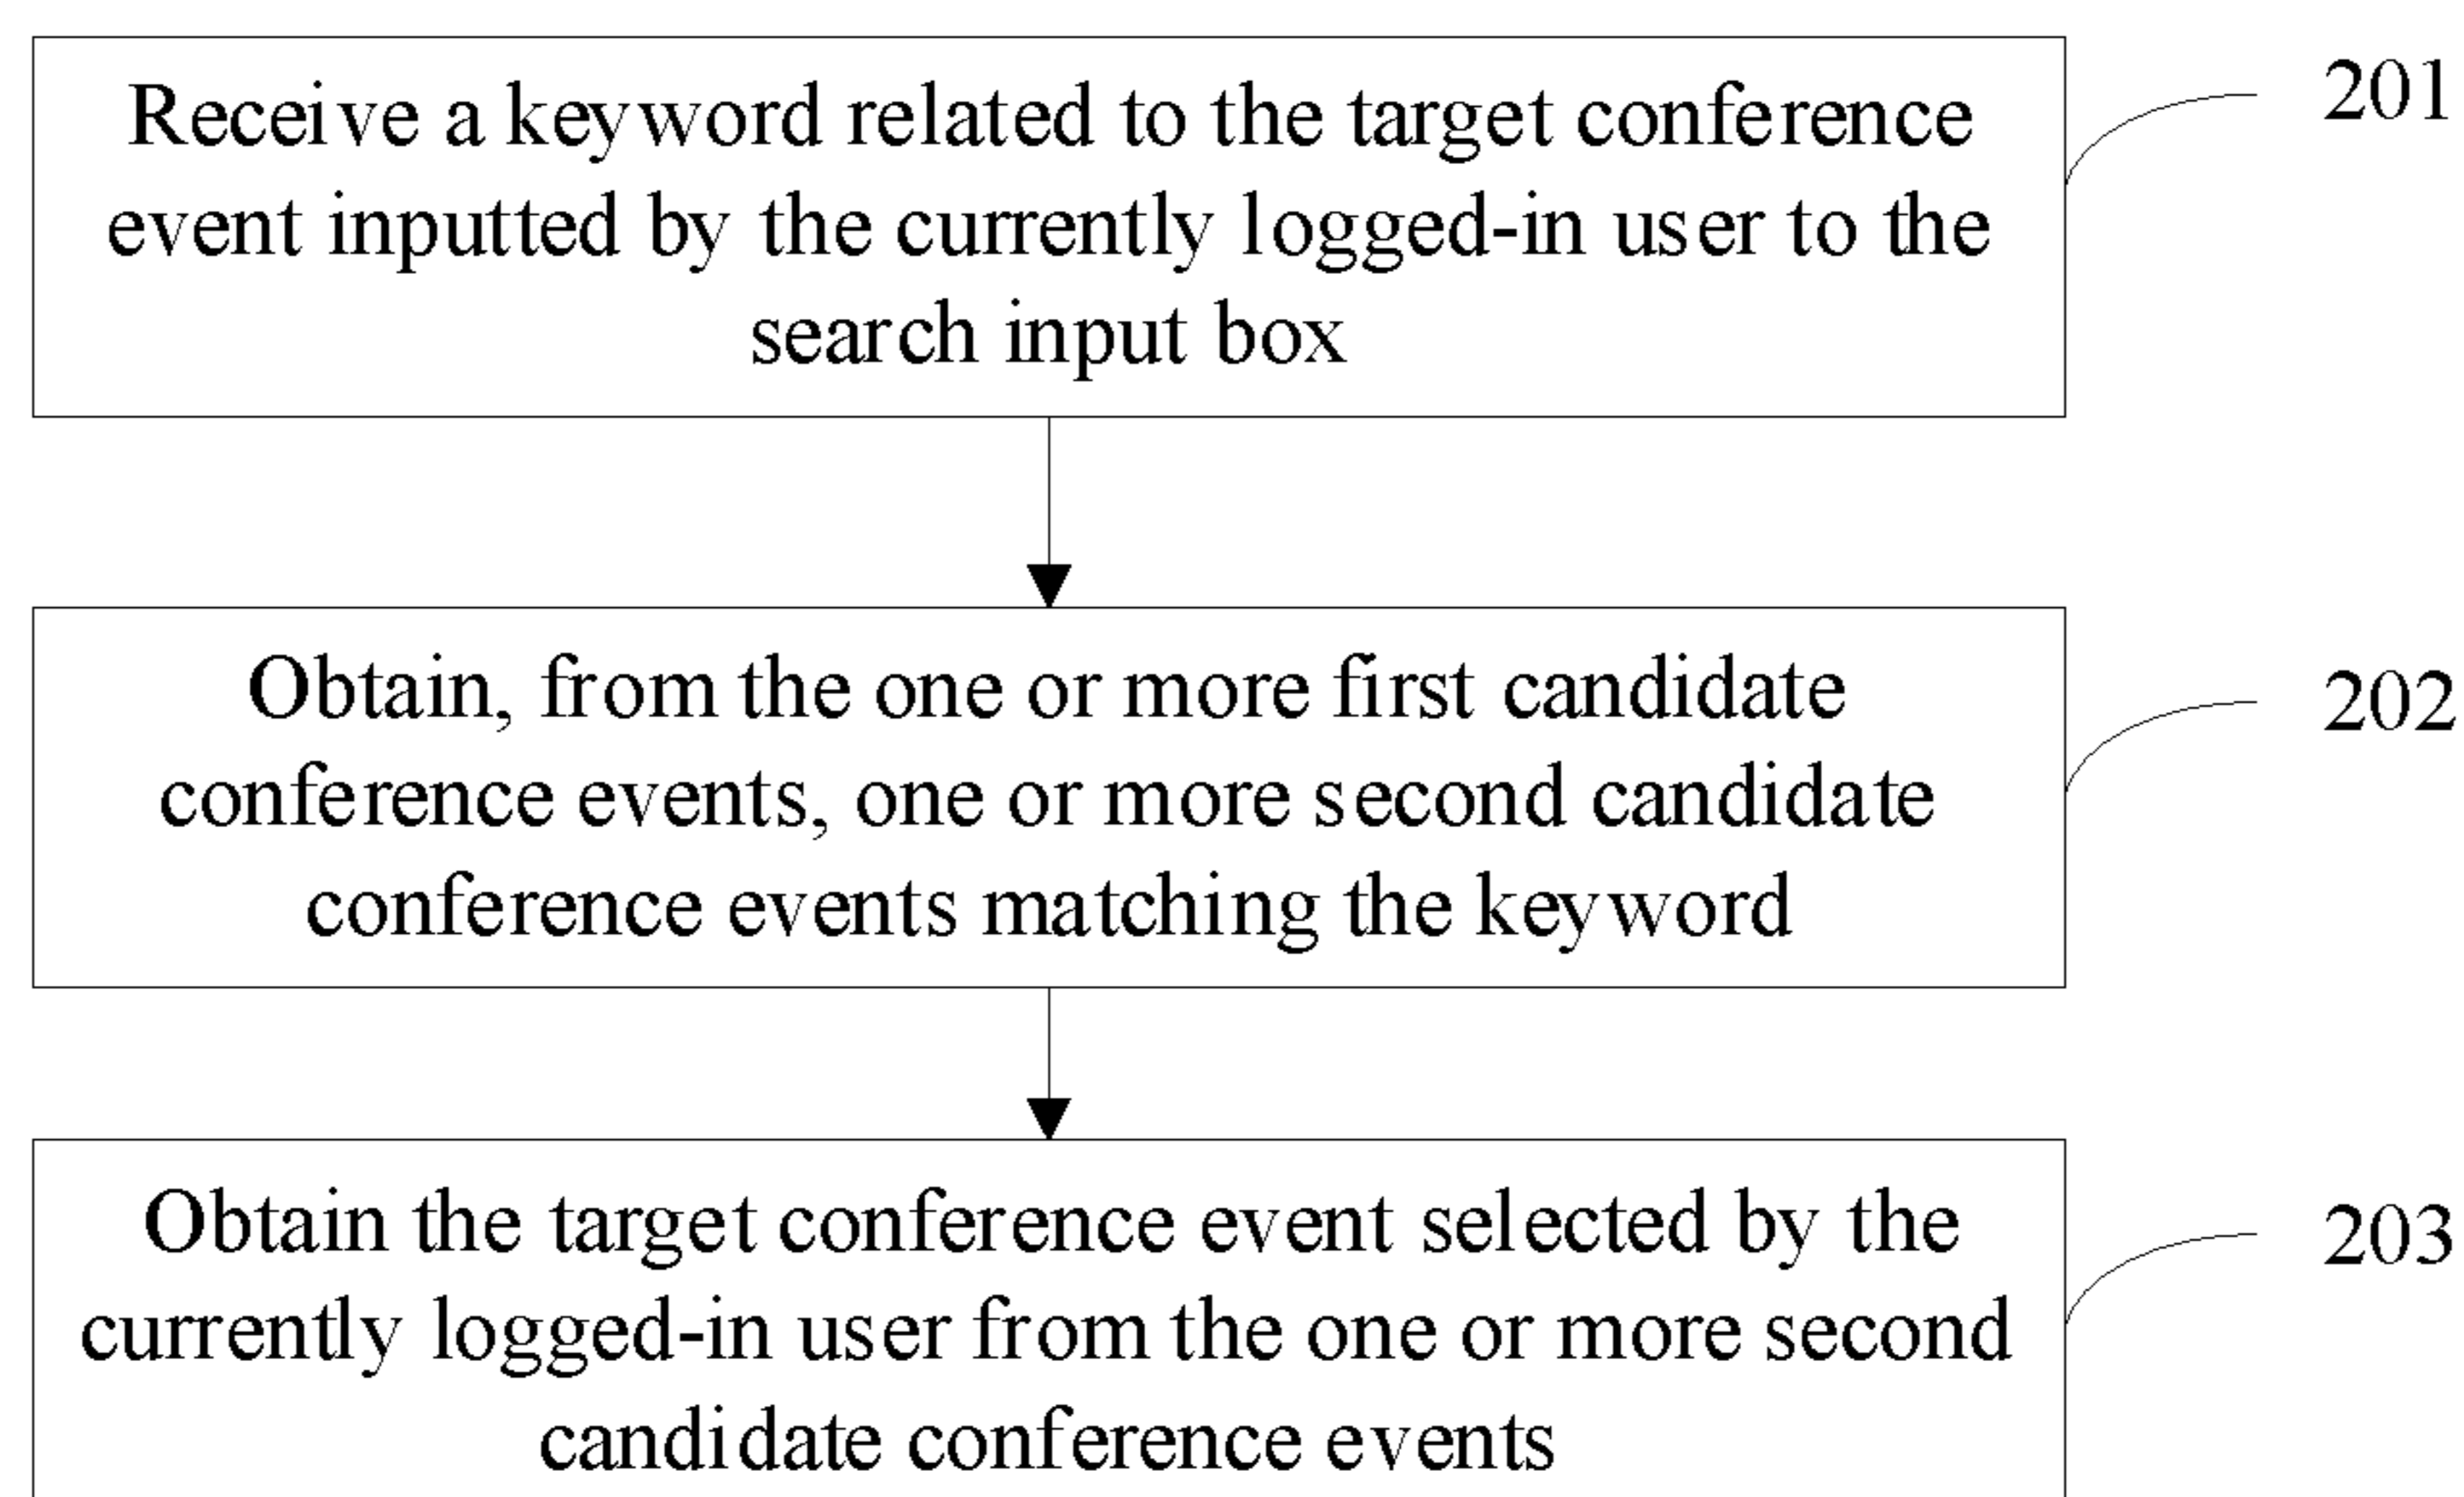 Receive a keyword related to the target conference
event inputted by the currently logged-in user to the
search input box
201
Obtain, from the one or more first candidate
conference events, one or more second candidate
conference events matching the keyword
202
Obtain the target conference event selected by the
currently logged-in user from the one or more second
candidate conference events
203